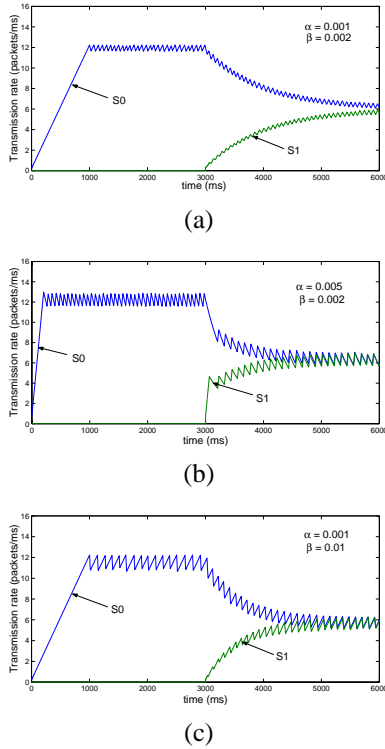 16
14
12
10
8
6
4
2
0
Transmission rate (packets/ms)
α = 0.001
β = 0.002
S0
S1
0 1000 2000 3000 4000 5000 6000
time (ms)
(a)
16
14
12
10
8
6
4
2
0
Transmission rate (packets/ms)
α = 0.005
β = 0.002
S0
S1
0 1000 2000 3000 4000 5000 6000
time (ms)
(b)
16
14
12
10
8
6
4
2
0
Transmission rate (packets/ms)
α = 0.001
β = 0.01
S0
S1
0 1000 2000 3000 4000 5000 6000
time (ms)
(c)